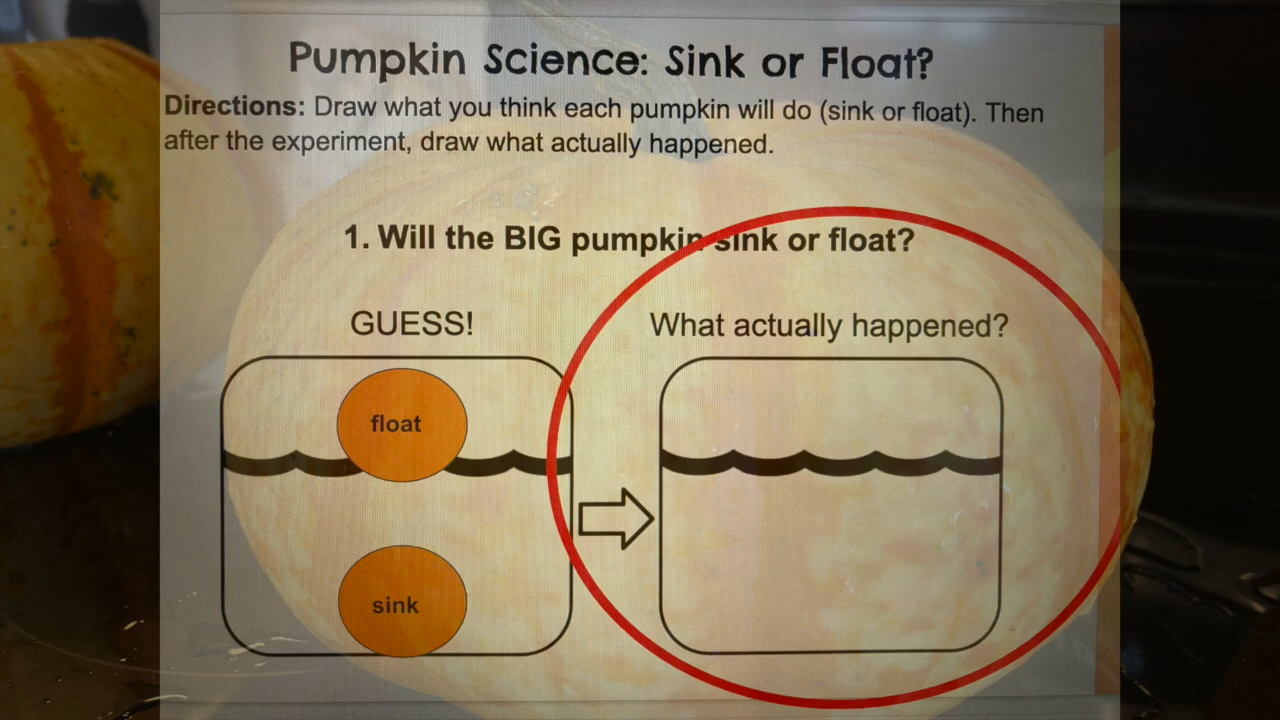 Pumpkin Science: Sink or Float?
Directions: Draw what you think each pumpkin will do (sink or float). Then
after the experiment, draw what actually happened.
1. Will the BIG pumpkin sink or float?
GUESS!
What actually happened?
float
sink